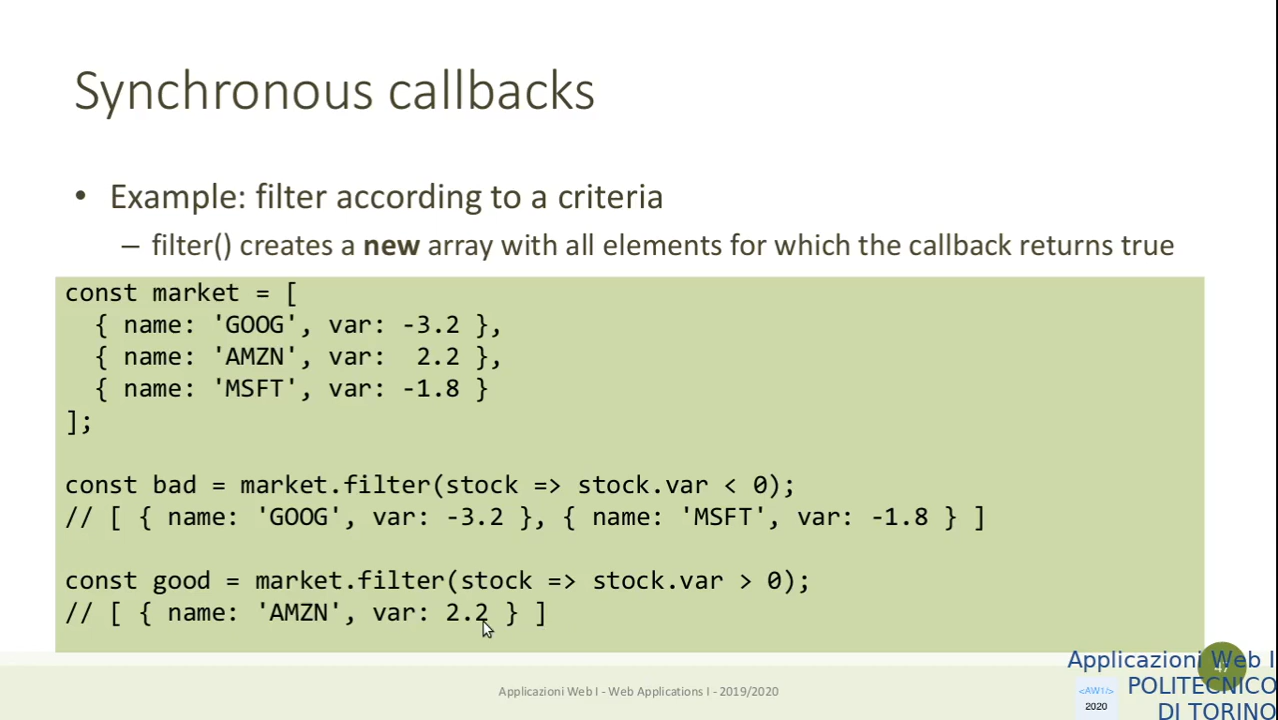 Synchronous callbacks
• Example: filter according to a criteria
– filter() creates a new array with all elements for which the callback returns true
const market = [
  { name: 'GOOG', var: -3.2 },
  { name: 'AMZN', var:  2.2 },
  { name: 'MSFT', var: -1.8 }
];
const bad = market.filter(stock => stock.var < 0);
// [ { name: 'GOOG', var: -3.2 }, { name: 'MSFT', var: -1.8 } ]
const good = market.filter(stock => stock.var > 0);
// [ { name: 'AMZN', var: 2.2 } ]
Applicazioni Web I - Web Applications I - 2019/2020
Applicazioni Web I
POLITECNICO
DI TORINO
<AW1/>
2020